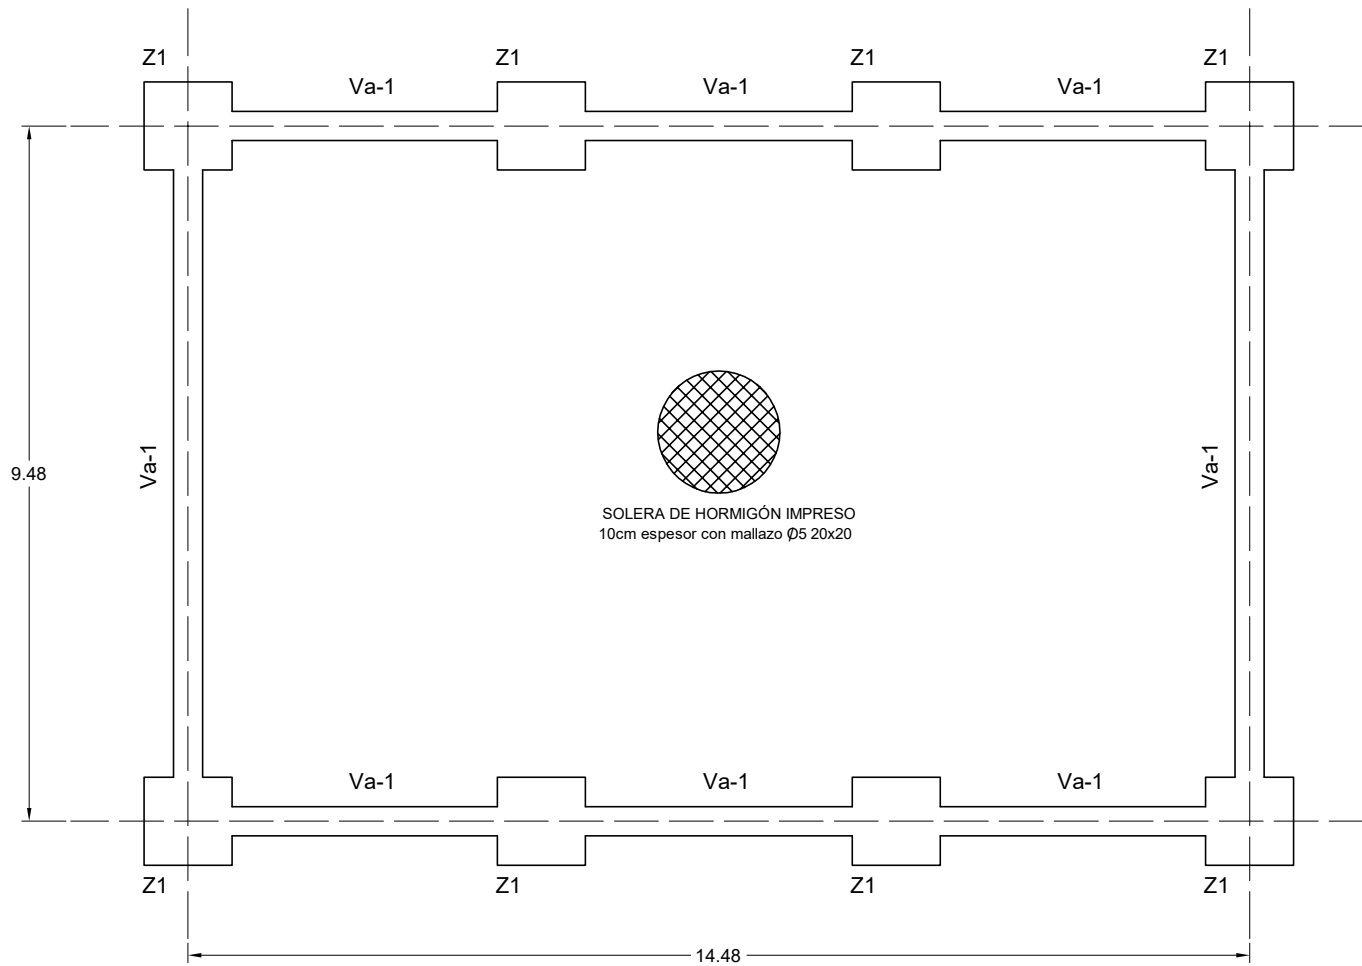 Z1
Z1
Z1
Z1
Va-1
Va-1
Va-1
9.48
Va-1
Va-1
SOLERA DE HORMIGÓN IMPRESO
10cm espesor con mallazo Ø5 20x20
Va-1
Va-1
Va-1
Z1
Z1
Z1
Z1
14.48